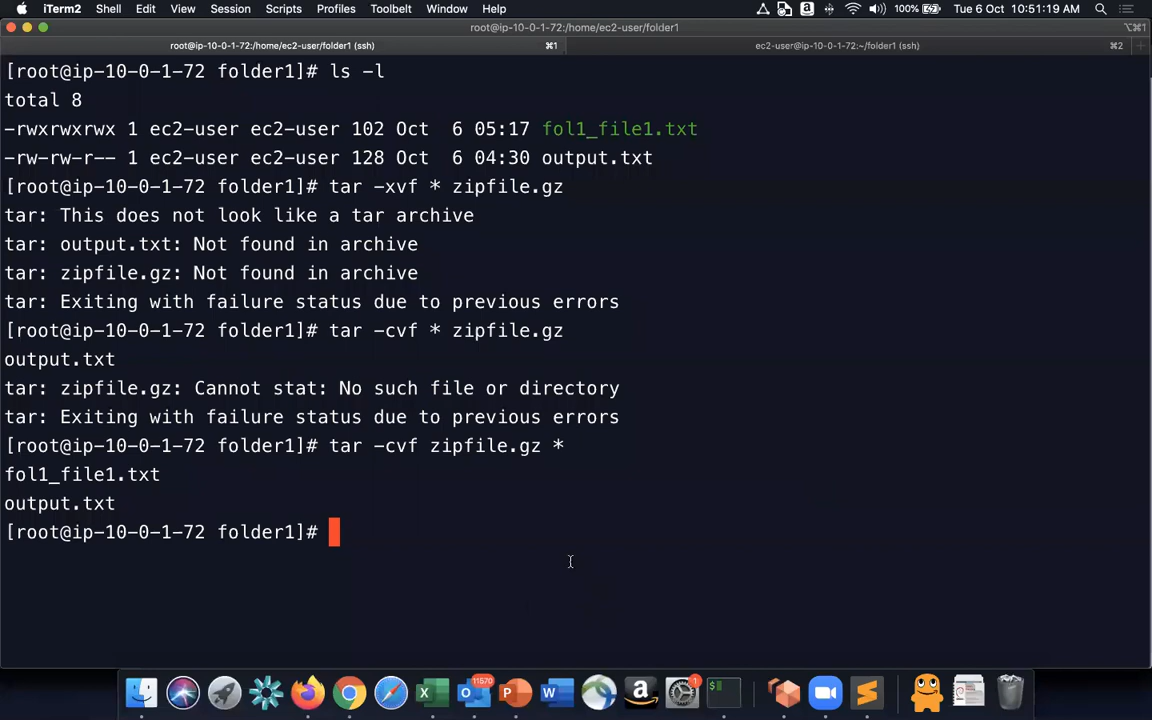 iTerm2 Shell Edit View Session Scripts Profiles Toolbelt Window Help 100% Tue 6 Oct 10:51:19 AM
root@ip-10-0-1-72:/home/ec2-user/folder1 (ssh) ⌥⌘1
root@ip-10-0-1-72:/home/ec2-user/folder1 (ssh) ⌘1 ec2-user@ip-10-0-1-72:~/folder1 (ssh) ⌘2
[root@ip-10-0-1-72 folder1]# ls -l
total 8
-rwxrwxrwx 1 ec2-user ec2-user 102 Oct  6 05:17 fol1_file1.txt
-rw-rw-r-- 1 ec2-user ec2-user 128 Oct  6 04:30 output.txt
[root@ip-10-0-1-72 folder1]# tar -xvf * zipfile.gz
tar: This does not look like a tar archive
tar: output.txt: Not found in archive
tar: zipfile.gz: Not found in archive
tar: Exiting with failure status due to previous errors
[root@ip-10-0-1-72 folder1]# tar -cvf * zipfile.gz
output.txt
tar: zipfile.gz: Cannot stat: No such file or directory
tar: Exiting with failure status due to previous errors
[root@ip-10-0-1-72 folder1]# tar -cvf zipfile.gz *
fol1_file1.txt
output.txt
[root@ip-10-0-1-72 folder1]#
11570 1